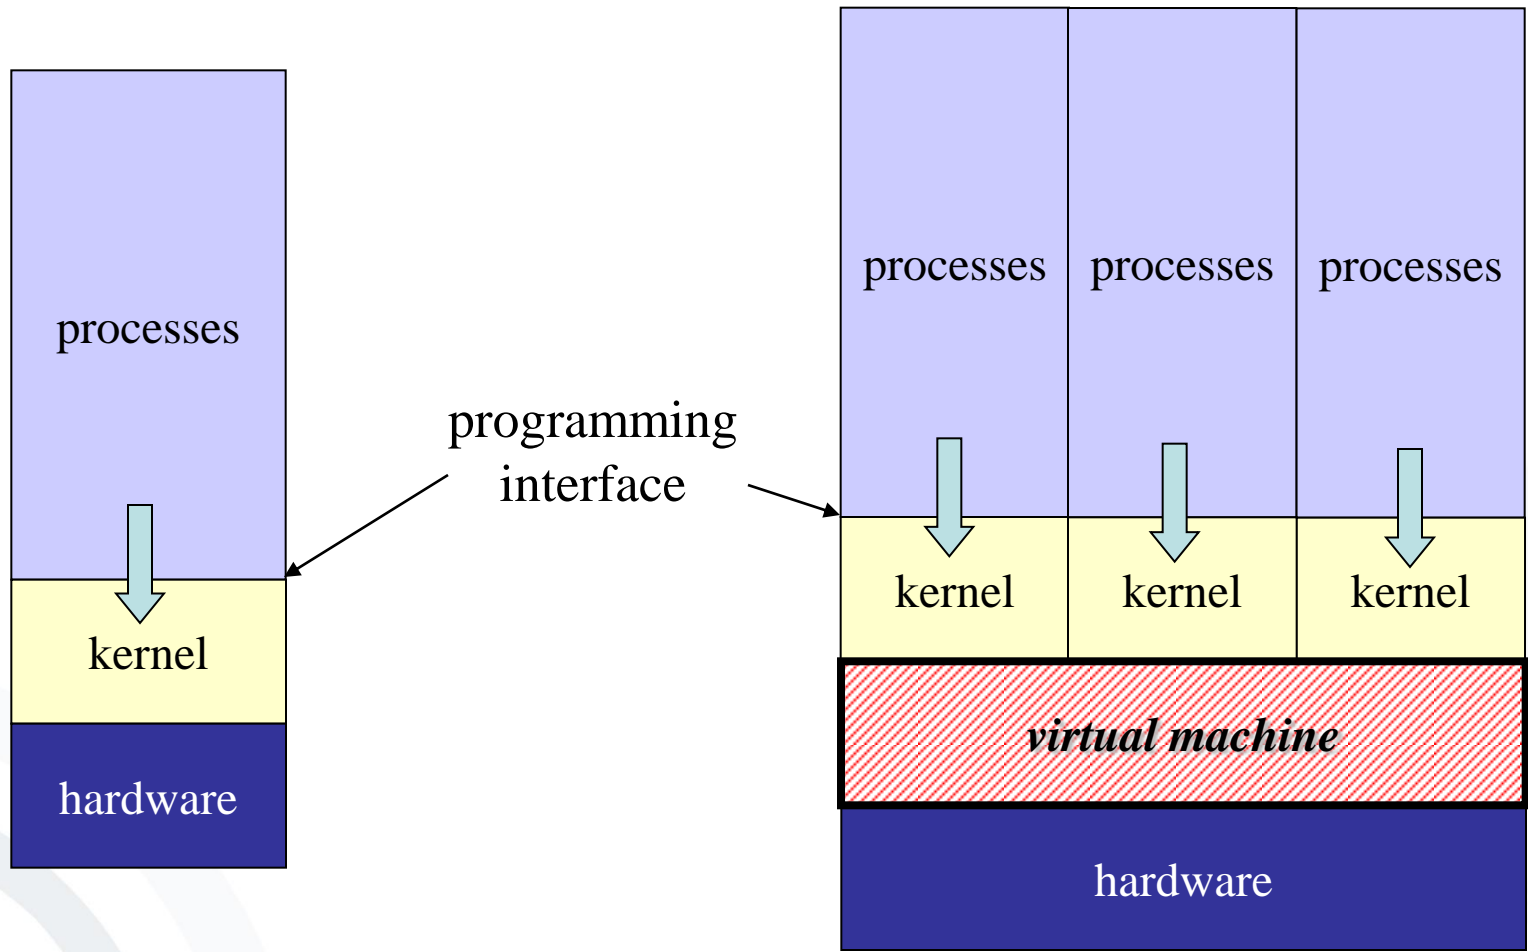 processes
kernel
hardware
programming
interface
processes processes processes
kernel kernel kernel
virtual machine
hardware